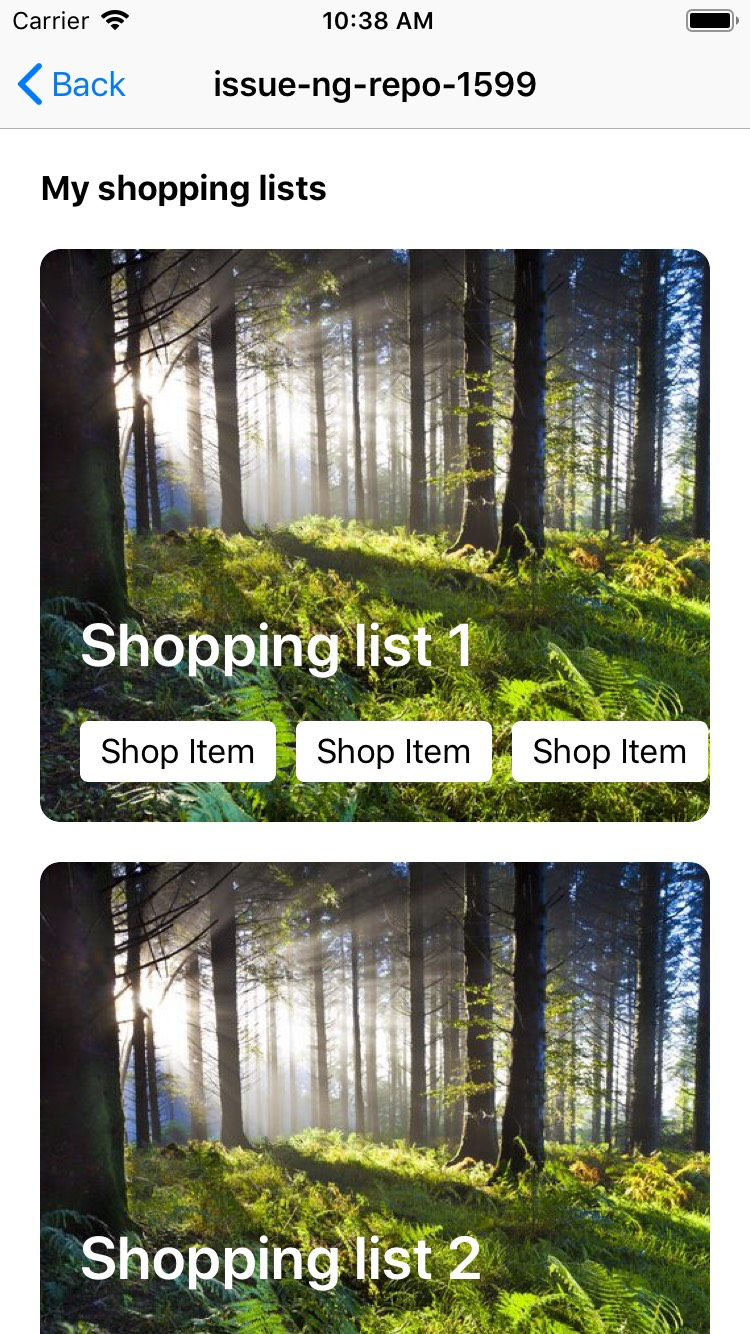 Carrier 10:38 AM
Back issue-ng-repo-1599
My shopping lists
Shopping list 1
Shop Item Shop Item Shop Item
Shopping list 2